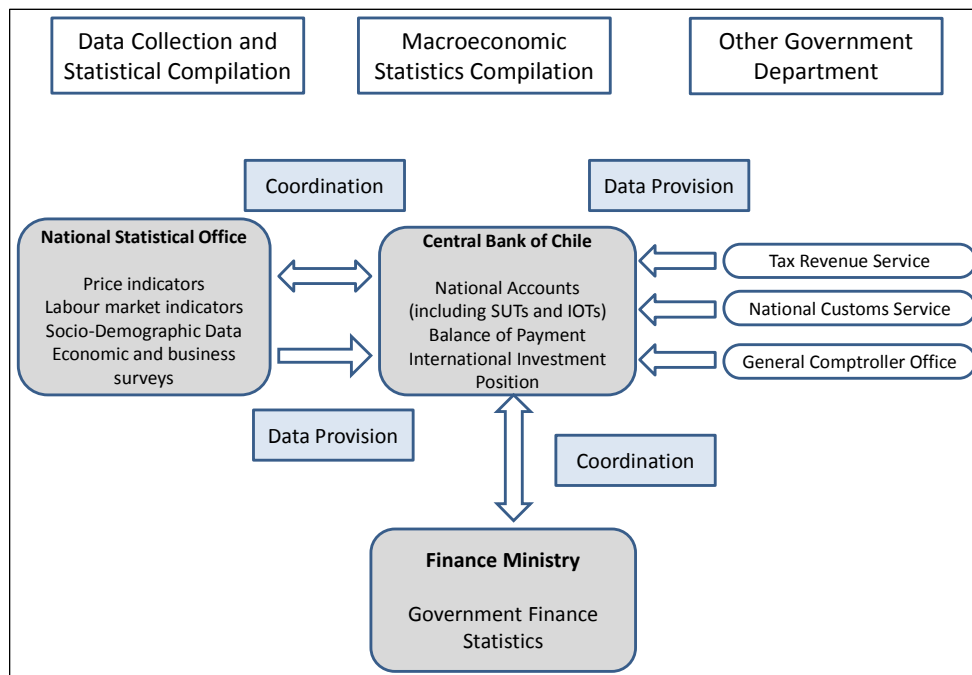 Data Collection and
Statistical Compilation
Macroeconomic
Statistics Compilation
Other Government
Department
Coordination
Data Provision
National Statistical Office
Price indicators
Labour market indicators
Socio-Demographic Data
Economic and business
surveys
Central Bank of Chile
National Accounts
(including SUTs and IOTs)
Balance of Payment
International Investment
Position
Tax Revenue Service
National Customs Service
General Comptroller Office
Data Provision
Coordination
Finance Ministry
Government Finance
Statistics